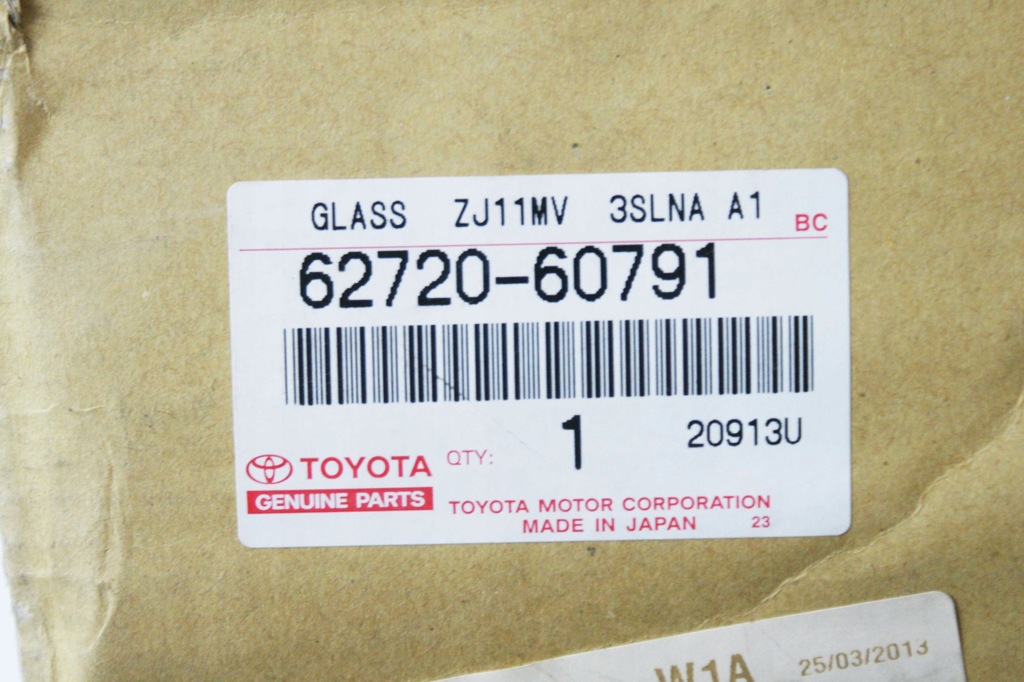 GLASS ZJ11MV 3SLNA A1
BC
62720-60791
1
20913U
TOYOTA QTY:
GENUINE PARTS
TOYOTA MOTOR CORPORATION
MADE IN JAPAN 23
W1A 25/03/2013